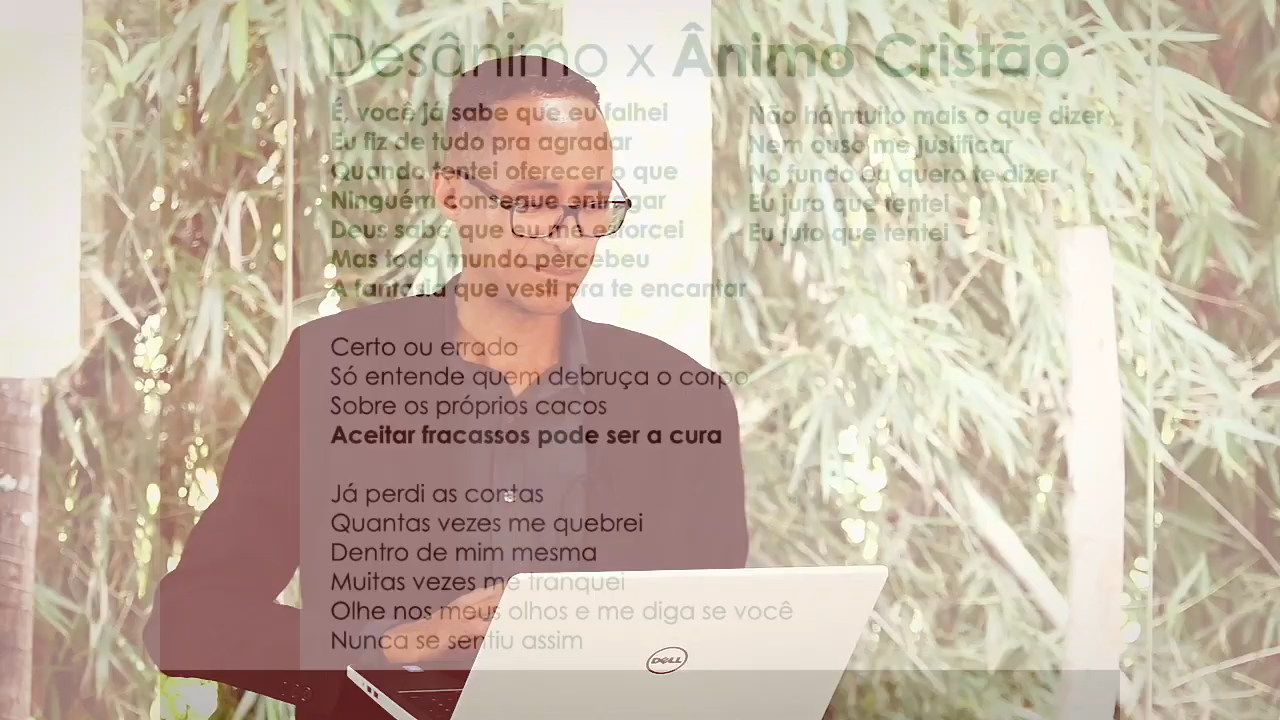 Desânimo x Ânimo Cristão
É, você já sabe que eu falhei
Eu fiz de tudo pra agradar
Quando tentei oferecer o que
Ninguém consegue entregar
Deus sabe que eu me esforcei
Mas todo mundo percebeu
A fantasia que vesti pra te encantar
Certo ou errado
Só entende quem debruça o corpo
Sobre os próprios cacos
Aceitar fracassos pode ser a cura
Já perdi as contas
Quantas vezes me quebrei
Dentro de mim mesma
Muitas vezes me tranquei
Olhe nos meus olhos e me diga se você
Nunca se sentiu assim
Não há muito mais o que dizer
Nem ouso me justificar
No fundo eu quero te dizer
Eu juro que tentei
Eu juro que tentei
DELL